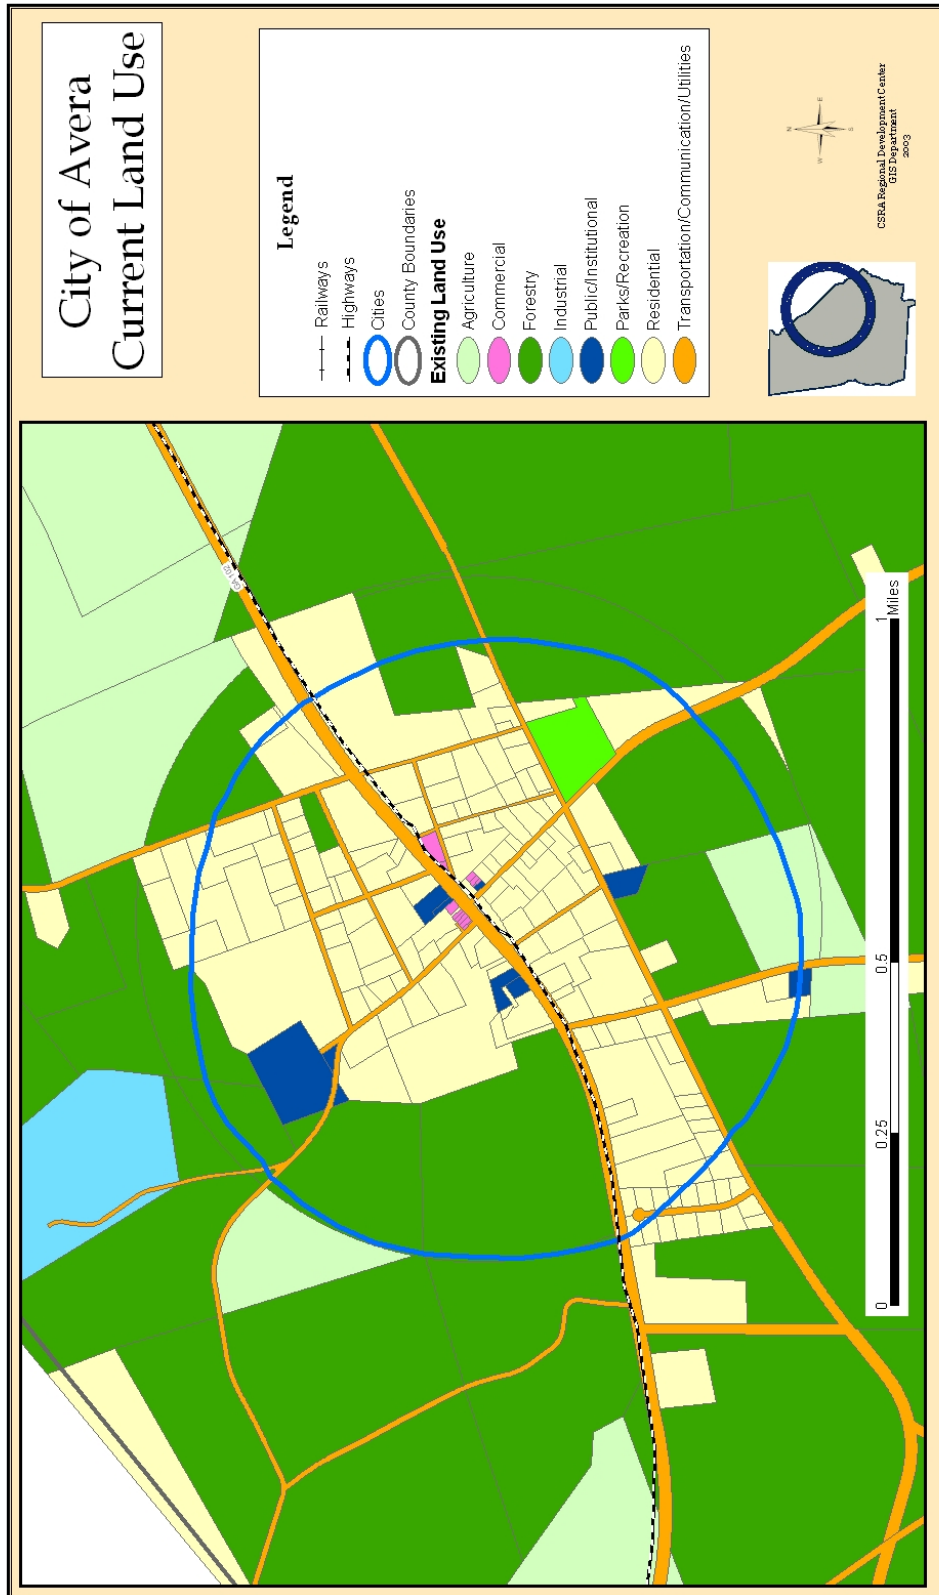 City of Avera
Current Land Use
Legend
Railways
Highways
Cities
County Boundaries
Existing Land Use
Agriculture
Commercial
Forestry
Industrial
Public/Institutional
Parks/Recreation
Residential
Transportation/Communication/Utilities
N
W
E
S
CSRA Regional Development Center
GIS Department
2003
GA 102
0
0.25
0.5
1
Miles